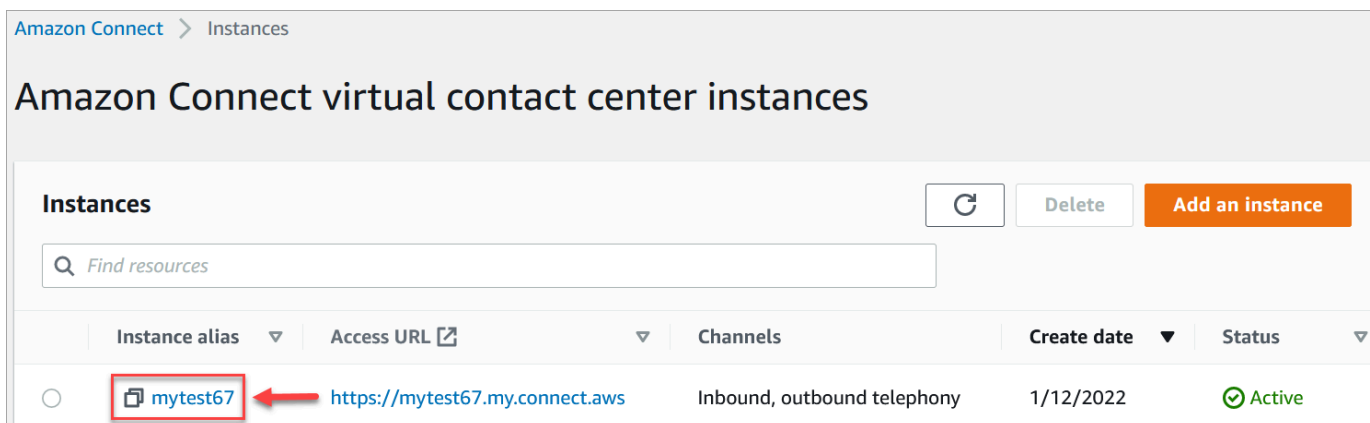 Amazon Connect > Instances
Amazon Connect virtual contact center instances
Instances Delete Add an instance
Find resources
Instance alias Access URL Channels Create date Status
mytest67 https://mytest67.my.connect.aws Inbound, outbound telephony 1/12/2022 Active